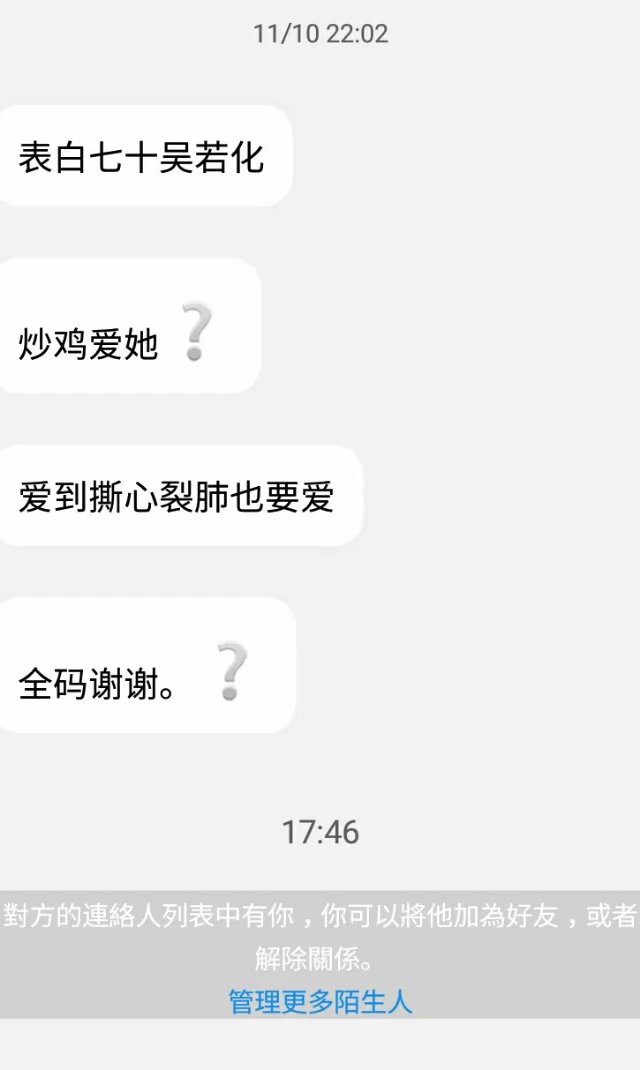 11/10 22:02
表白七十吴若化
炒鸡爱她❔
爱到撕心裂肺也要爱
全码谢谢。❔
17:46
對方的連絡人列表中有你，你可以將他加為好友，或者
解除關係。
管理更多陌生人